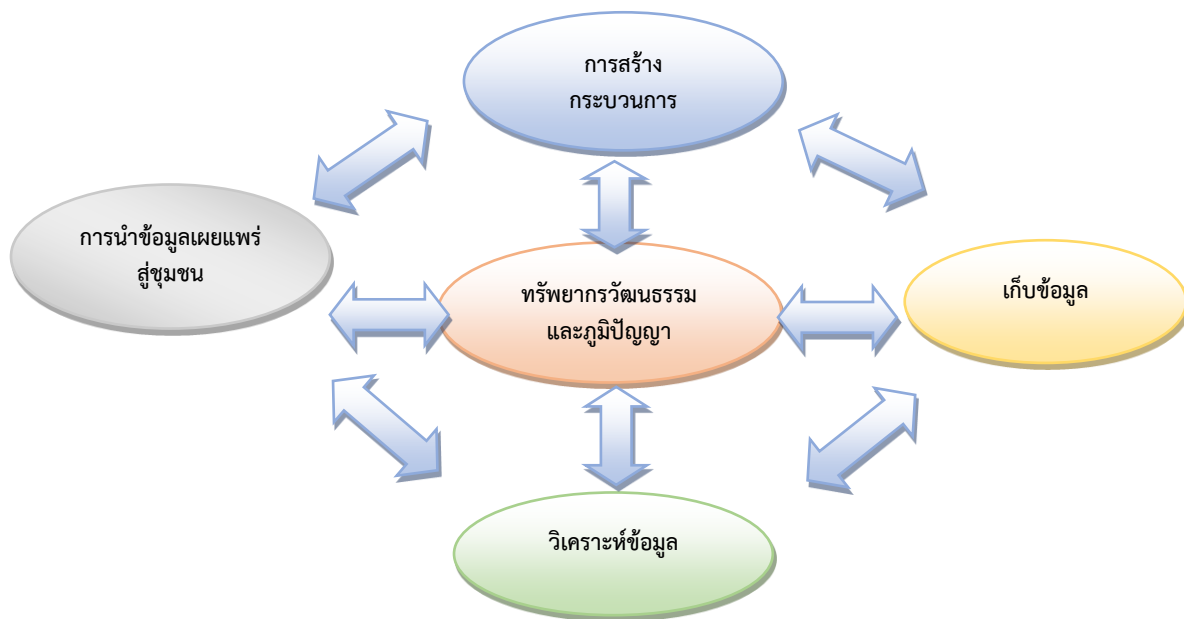 การสร้าง
กระบวนการ
การนำข้อมูลเผยแพร่
สู่ชุมชน
ทรัพยากรวัฒนธรรม
และภูมิปัญญา
เก็บข้อมูล
วิเคราะห์ข้อมูล